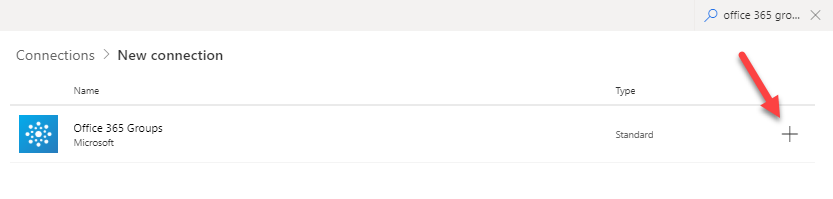 office 365 gro...
Connections > New connection
Name Type
Office 365 Groups
Microsoft
Standard